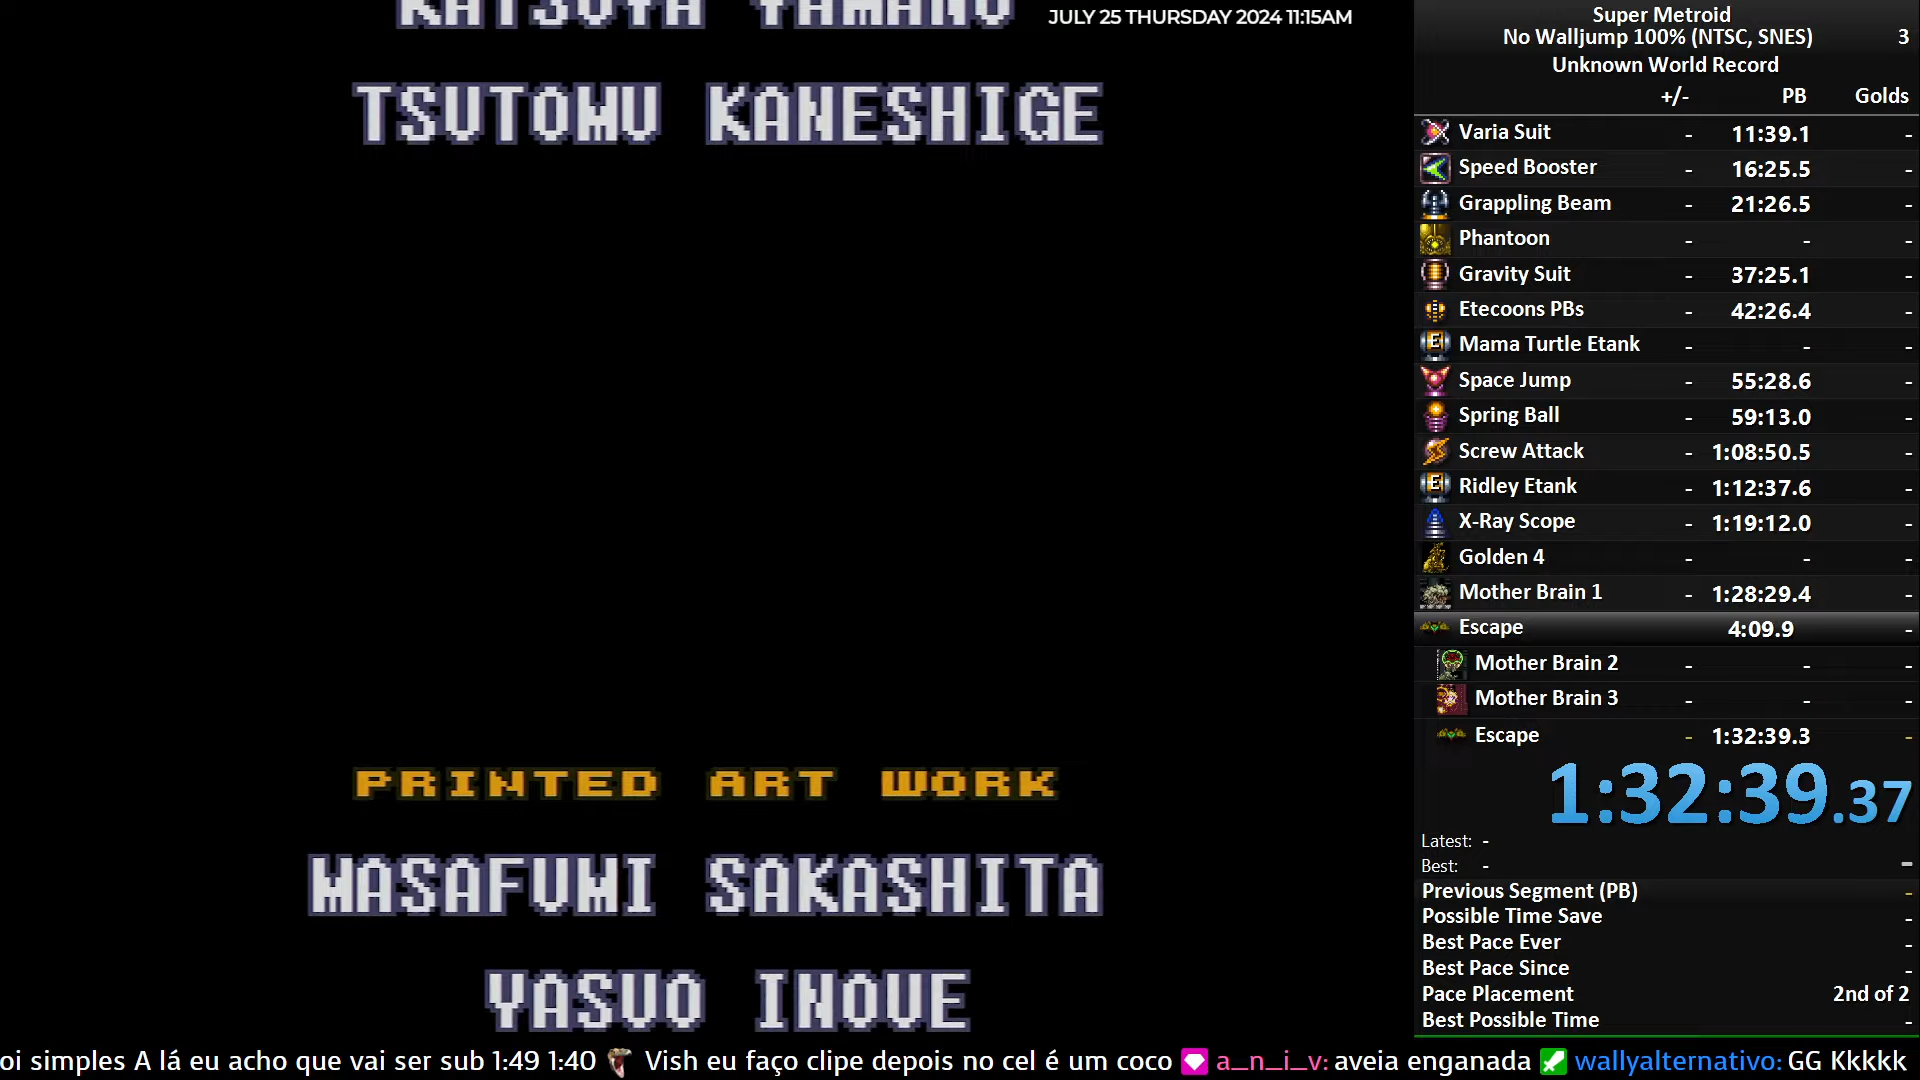 KATSUYA YAMANO
JULY 25 THURSDAY 2024 11:15AM
TSUTOMU KANESHIGE
PRINTED ART WORK
MASAFUMI SAKASHITA
YASUO INOUE
Super Metroid
No Walljump 100% (NTSC, SNES) 3
Unknown World Record
+/- PB Golds
Varia Suit - 11:39.1 -
Speed Booster - 16:25.5 -
Grappling Beam - 21:26.5 -
Phantoon - - -
Gravity Suit - 37:25.1 -
Etecoons PBs - 42:26.4 -
Mama Turtle Etank - - -
Space Jump - 55:28.6 -
Spring Ball - 59:13.0 -
Screw Attack - 1:08:50.5 -
Ridley Etank - 1:12:37.6 -
X-Ray Scope - 1:19:12.0 -
Golden 4 - - -
Mother Brain 1 - 1:28:29.4 -
Escape 4:09.9 -
Mother Brain 2 - - -
Mother Brain 3 - - -
Escape - 1:32:39.3 -
1:32:39.37
Latest: -
Best: - -
Previous Segment (PB) -
Possible Time Save -
Best Pace Ever -
Best Pace Since -
Pace Placement 2nd of 2
Best Possible Time -
oi simples A lá eu acho que vai ser sub 1:49 1:40 Vish eu faço clipe depois no cel é um coco a_n_i_v: aveia enganada wallyalternativo: GG Kkkkk